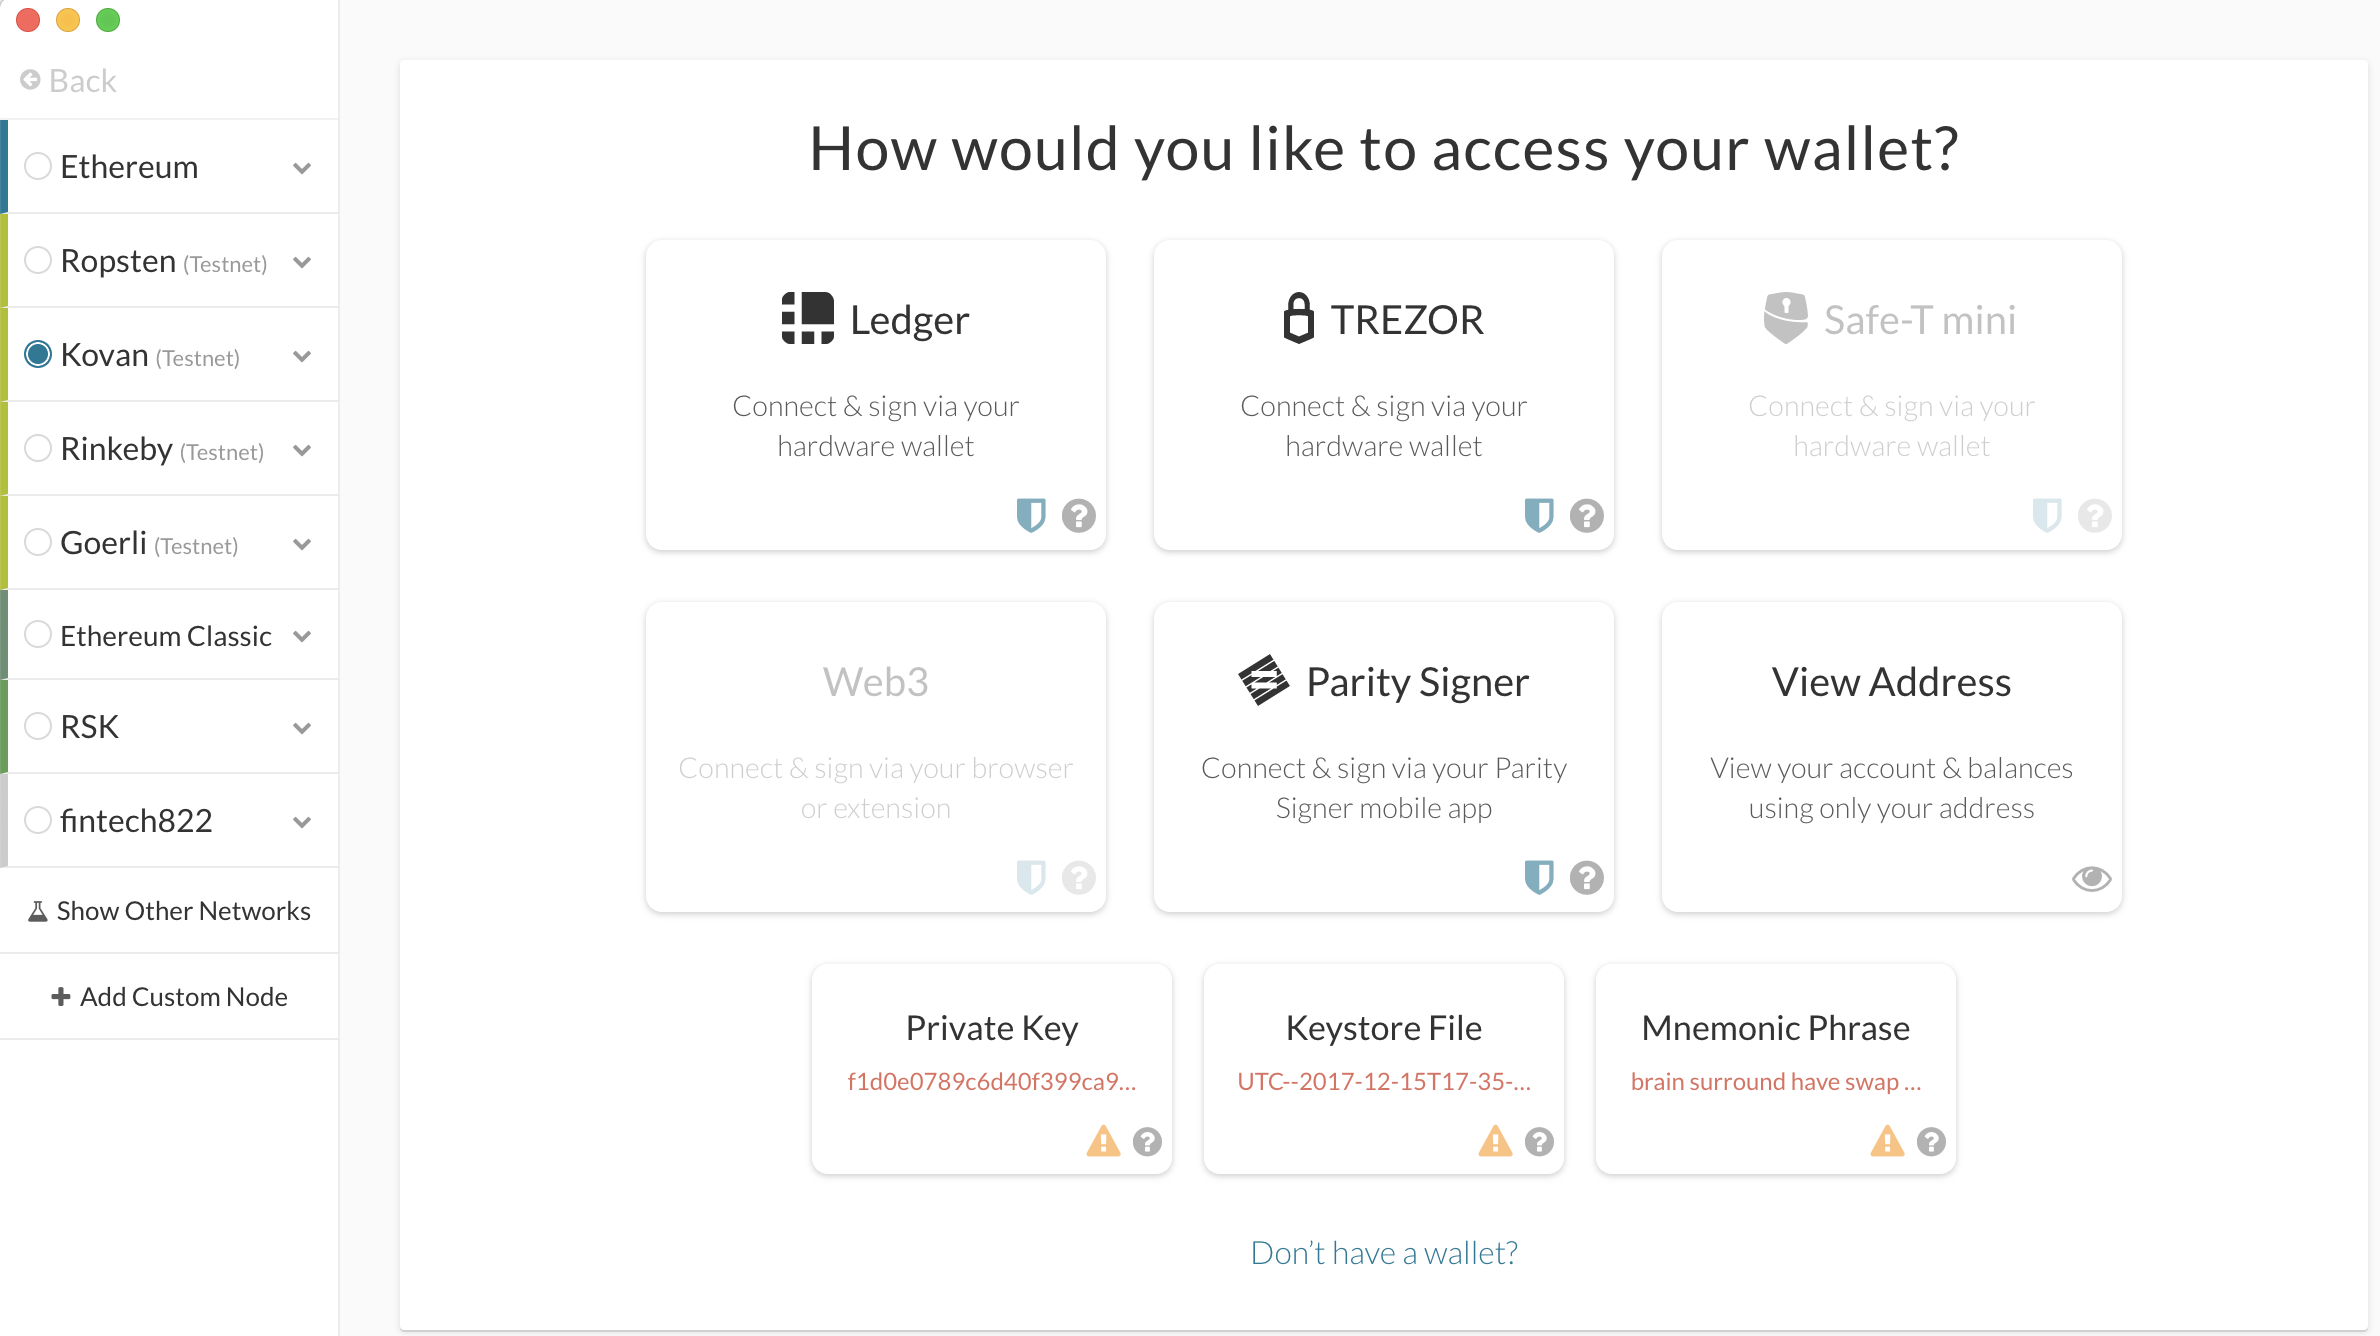 Back
Ethereum
Ropsten (Testnet)
Kovan (Testnet)
Rinkeby (Testnet)
Goerli (Testnet)
Ethereum Classic
RSK
fintech822
Show Other Networks
Add Custom Node
How would you like to access your wallet?
Ledger
Connect & sign via your
hardware wallet
TREZOR
Connect & sign via your
hardware wallet
Safe-T mini
Connect & sign via your
hardware wallet
Web3
Connect & sign via your browser
or extension
Parity Signer
Connect & sign via your Parity
Signer mobile app
View Address
View your account & balances
using only your address
Private Key
f1d0e0789c6d40f399ca9...
Keystore File
UTC--2017-12-15T17-35-...
Mnemonic Phrase
brain surround have swap ...
Don’t have a wallet?